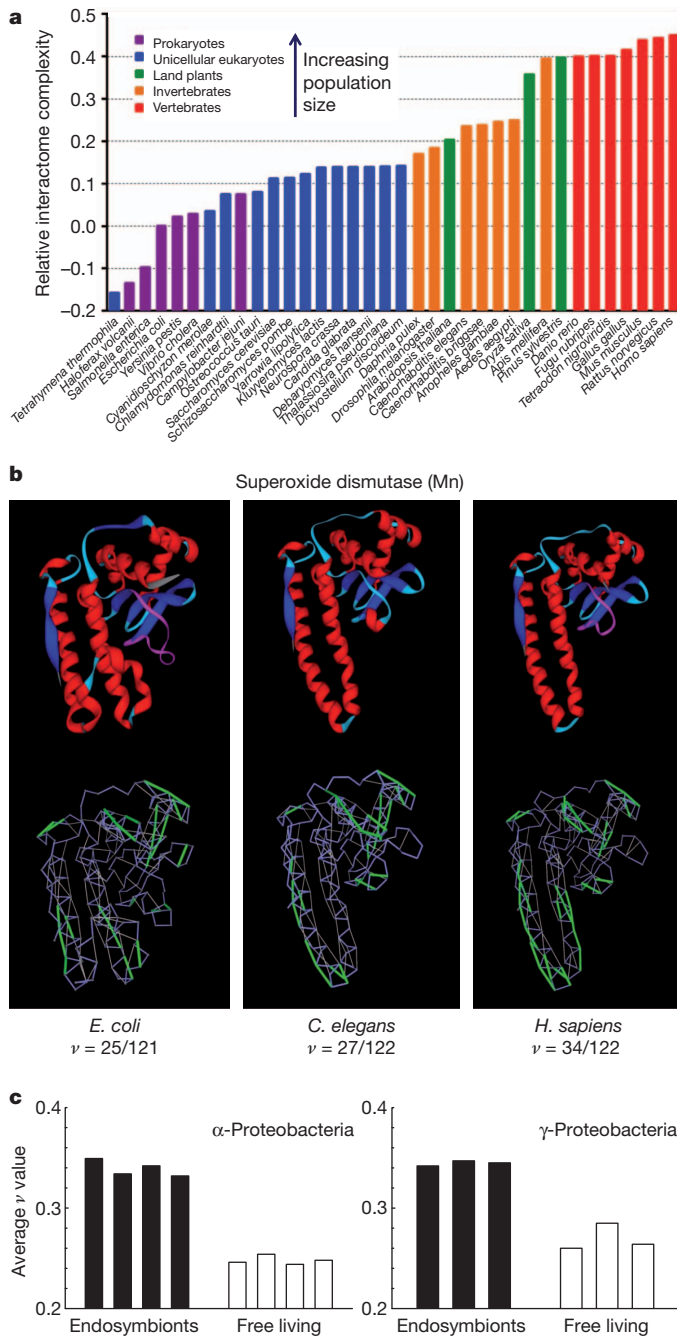 a
Relative interactome complexity
0.5
0.4
0.3
0.2
0.1
0.0
–0.1
–0.2
Prokaryotes
Unicellular eukaryotes
Land plants
Invertebrates
Vertebrates
Increasing
population
size
Tetrahymena thermophila
Haloferax volcanii
Salmonella enterica
Escherichia coli
Yersinia pestis
Vibrio cholera
Cyanidioschyzon merolae
Chlamydomonas reinhardtii
Campylobacter jejuni
Ostreococcus tauri
Saccharomyces cerevisiae
Schizosaccharomyces pombe
Yarrowia lipolytica
Kluyveromyces lactis
Neurospora crassa
Candida glabrata
Debaryomyces hansenii
Thalassiosira pseudonana
Dictyostelium discoideum
Daphnia pulex
Drosophila melanogaster
Arabidopsis thaliana
Caenorhabditis elegans
Caenorhabditis briggsae
Anopheles gambiae
Aedes aegypti
Oryza sativa
Apis mellifera
Pinus sylvestris
Danio rerio
Fugu rubripes
Tetraodon nigrovirdis
Gallus gallus
Mus musculus
Rattus norvegicus
Homo sapiens
b
Superoxide dismutase (Mn)
E. coli
ν = 25/121
C. elegans
ν = 27/122
H. sapiens
ν = 34/122
c
Average ν value
0.4
0.3
0.2
α-Proteobacteria
Endosymbionts
Free living
0.4
0.3
0.2
γ-Proteobacteria
Endosymbionts
Free living